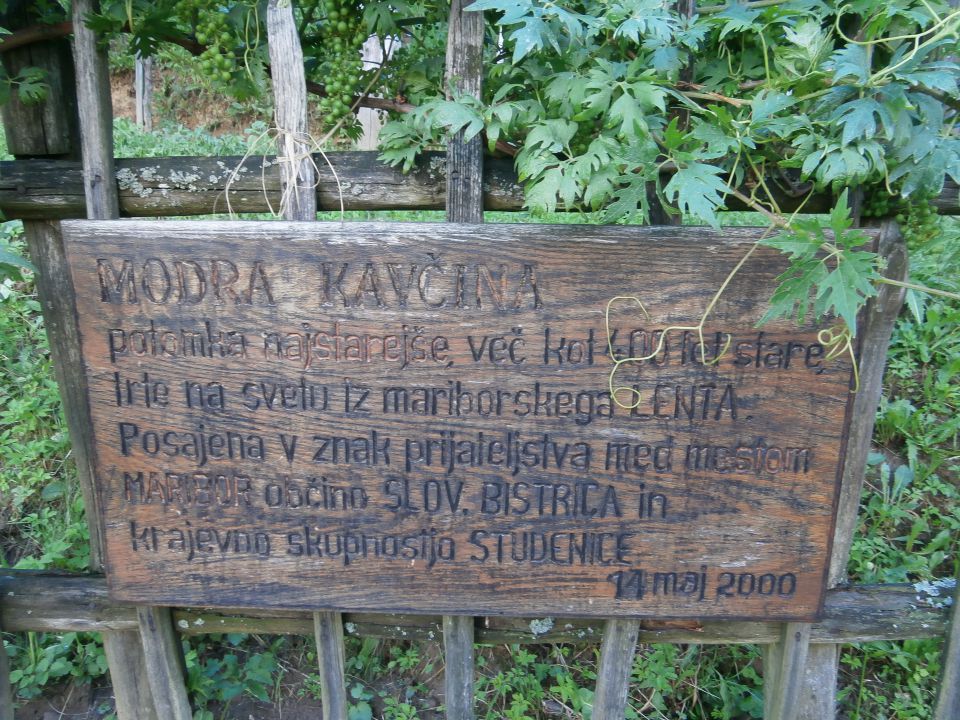 MODRA KAVČINA
potomka najstarejše, več kot 400 let stare,
trte na svetu iz mariborskega LENTA.
Posajena v znak prijateljstva med mestom
MARIBOR občino SLOV. BISTRICA in
krajevno skupnostjo STUDENICE
14 maj 2000